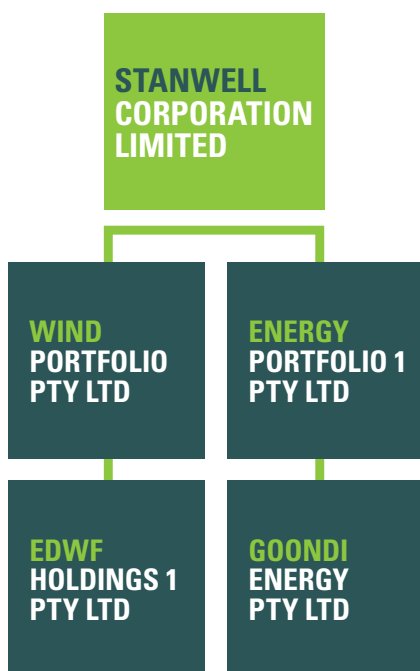 STANWELL
CORPORATION
LIMITED
WIND
PORTFOLIO
PTY LTD
ENERGY
PORTFOLIO 1
PTY LTD
EDWF
HOLDINGS 1
PTY LTD
GOONDI
ENERGY
PTY LTD